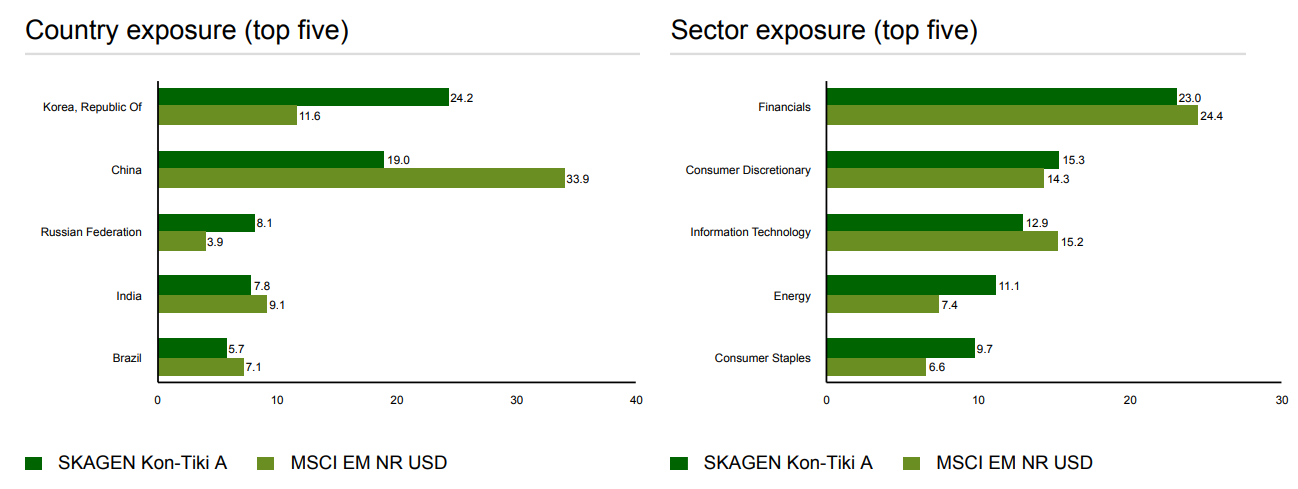 Country exposure (top five)
Korea, Republic Of
24.2
11.6
China
19.0
33.9
Russian Federation
8.1
3.9
India
7.8
9.1
Brazil
5.7
7.1
0 10 20 30 40
SKAGEN Kon-Tiki A MSCI EM NR USD
Sector exposure (top five)
Financials
23.0
24.4
Consumer Discretionary
15.3
14.3
Information Technology
12.9
15.2
Energy
11.1
7.4
Consumer Staples
9.7
6.6
0 10 20 30
SKAGEN Kon-Tiki A MSCI EM NR USD